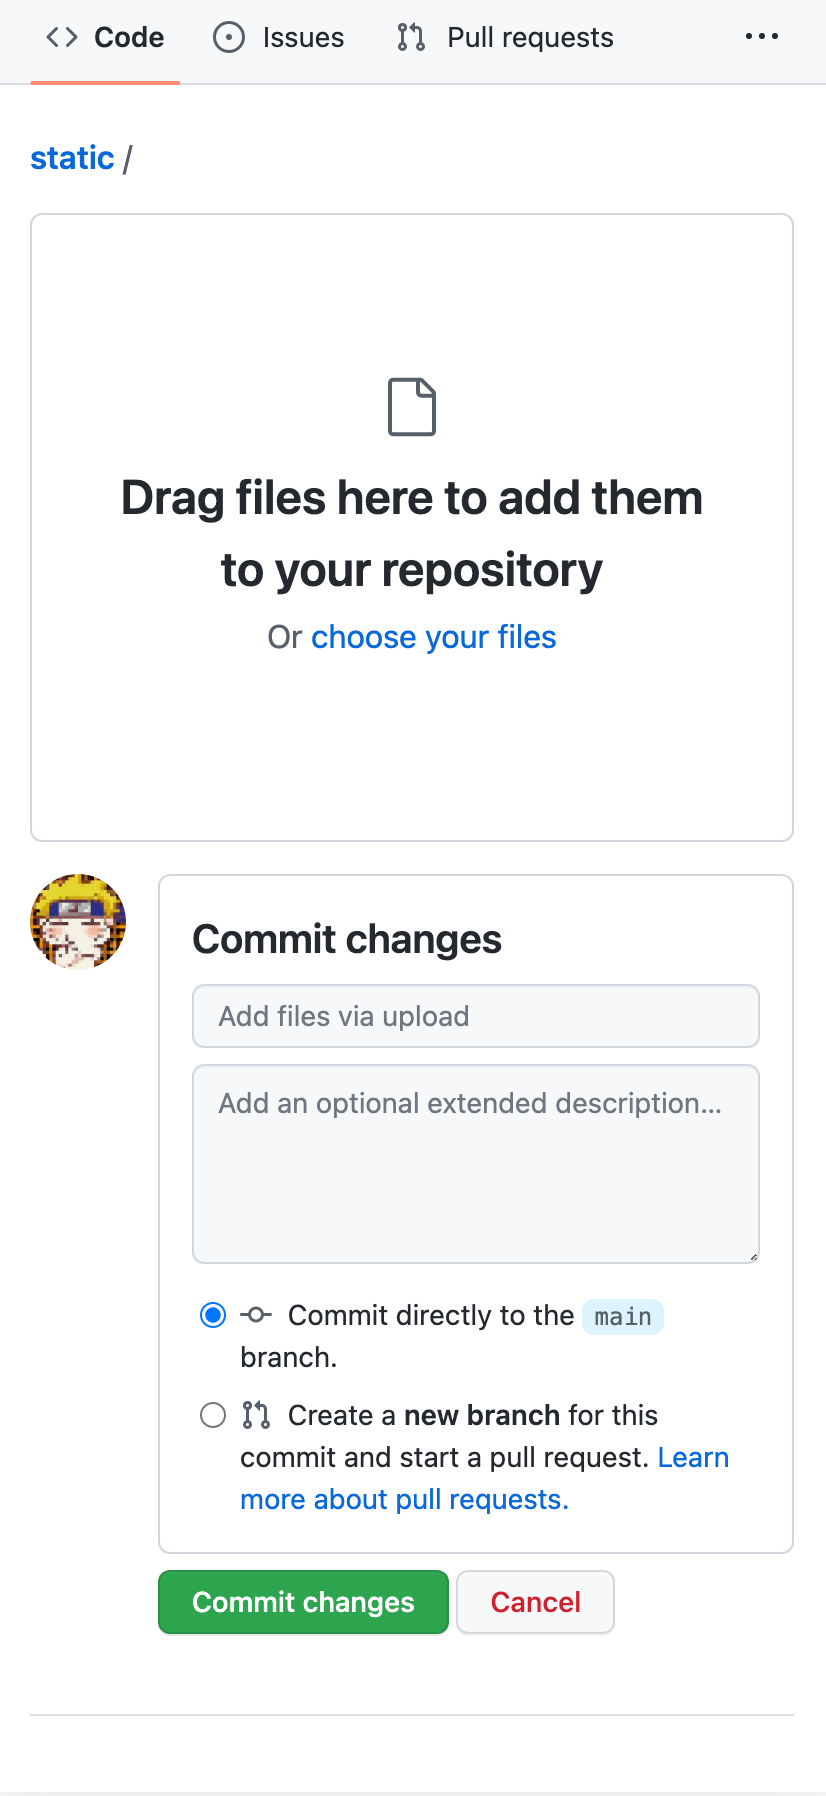 Code Issues Pull requests
static /
Drag files here to add them
to your repository
Or choose your files
Commit changes
Add files via upload
Add an optional extended description...
Commit directly to the main
branch.
Create a new branch for this
commit and start a pull request. Learn
more about pull requests.
Commit changes Cancel